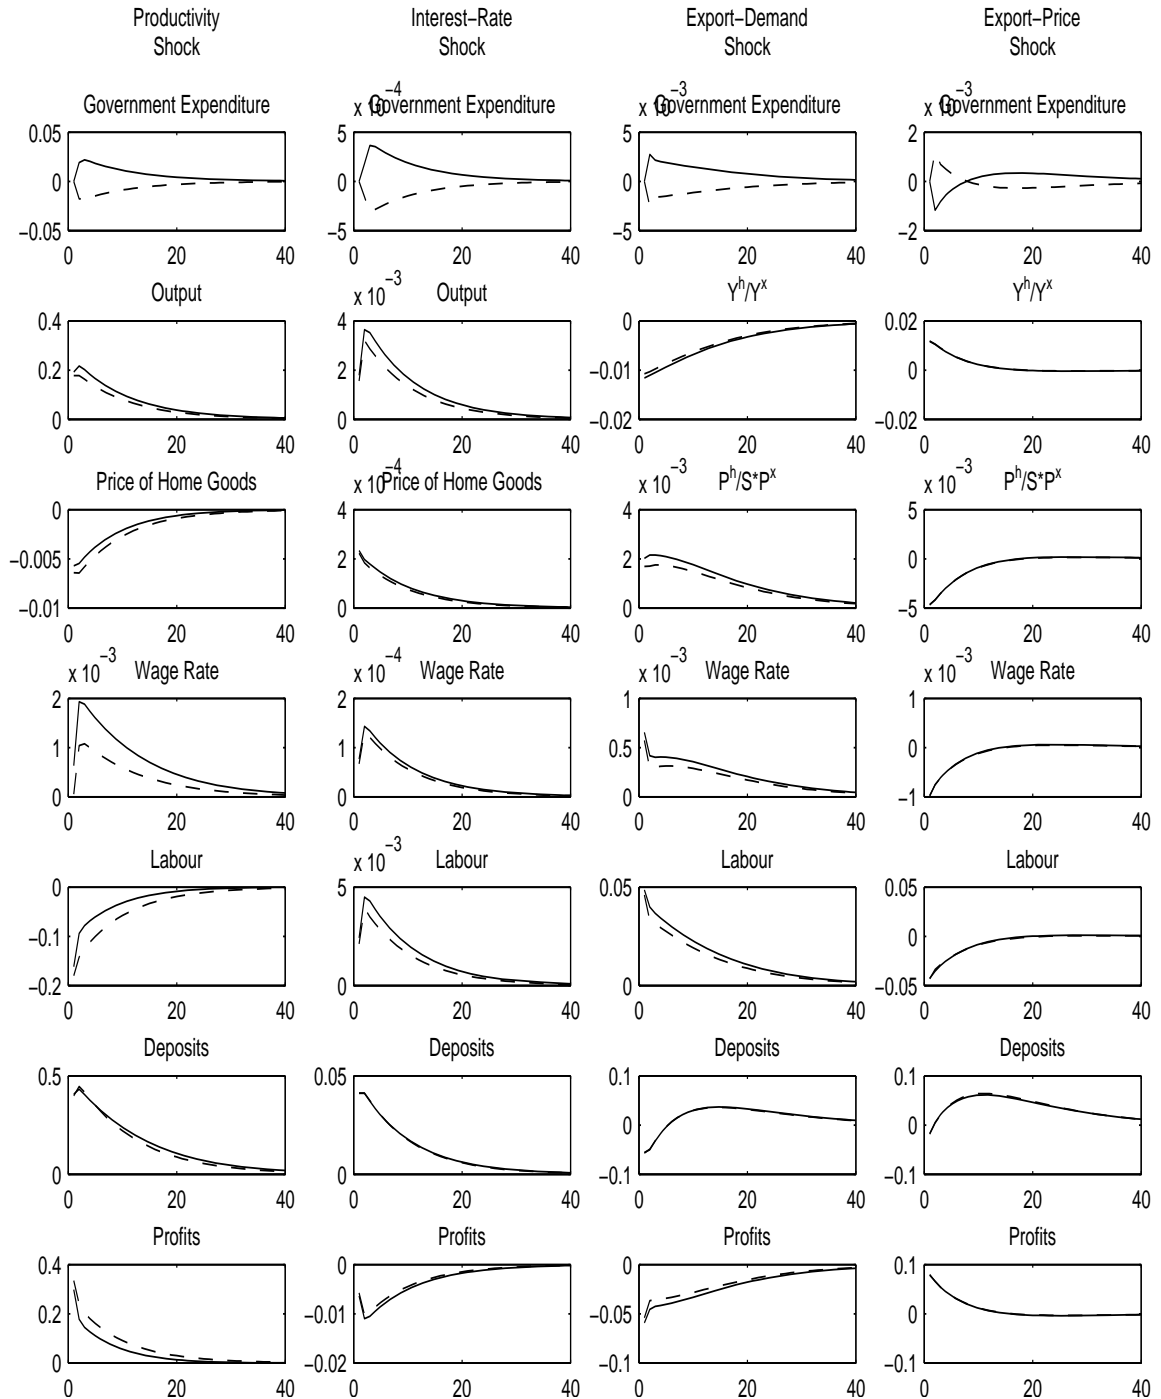 Productivity Shock
Interest−Rate Shock
Export−Demand Shock
Export−Price Shock
Government Expenditure
0.05
0
−0.05
0 20 40
x 10−4
Government Expenditure
5
0
−5
0 20 40
x 10−3
Government Expenditure
5
0
−5
0 20 40
x 10−3
Government Expenditure
2
0
−2
0 20 40
Output
0.4
0.2
0
0 20 40
x 10−3
Output
4
2
0
0 20 40
Yh/Yx
0
−0.01
−0.02
0 20 40
Yh/Yx
0.02
0
−0.02
0 20 40
Price of Home Goods
0
−0.005
−0.01
0 20 40
x 10−4
Price of Home Goods
4
2
0
0 20 40
x 10−3
Ph/S*Px
4
2
0
0 20 40
x 10−3
Ph/S*Px
5
0
−5
0 20 40
x 10−3
Wage Rate
2
1
0
0 20 40
x 10−4
Wage Rate
2
1
0
0 20 40
x 10−3
Wage Rate
1
0.5
0
0 20 40
x 10−3
Wage Rate
1
0
−1
0 20 40
Labour
0
−0.1
−0.2
0 20 40
x 10−3
Labour
5
0
0 20 40
Labour
0.05
0
0 20 40
Labour
0.05
0
−0.05
0 20 40
Deposits
0.5
0
0 20 40
Deposits
0.05
0
0 20 40
Deposits
0.1
0
−0.1
0 20 40
Deposits
0.1
0
−0.1
0 20 40
Profits
0.4
0.2
0
0 20 40
Profits
0
−0.01
−0.02
0 20 40
Profits
0
−0.05
−0.1
0 20 40
Profits
0.1
0
−0.1
0 20 40